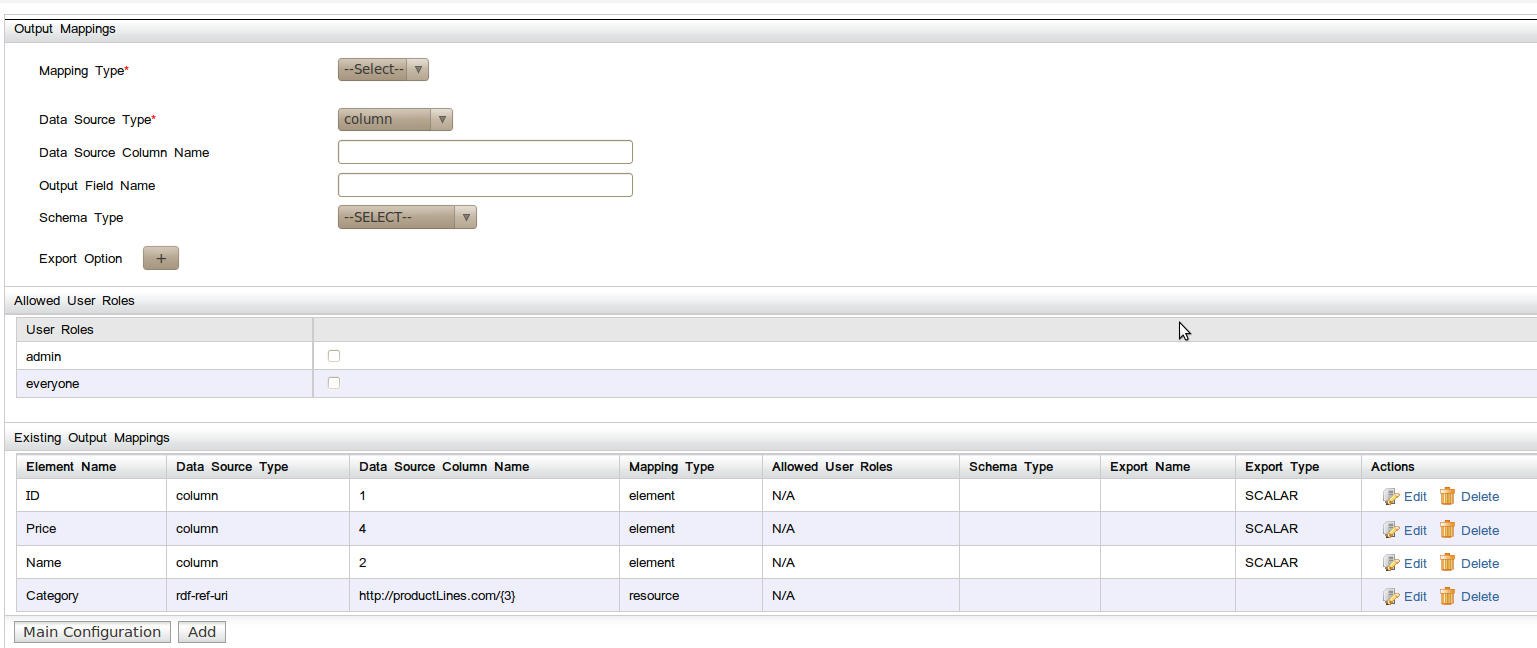 Output Mappings
Mapping Type* --Select--
Data Source Type* column
Data Source Column Name
Output Field Name
Schema Type --SELECT--
Export Option +
Allowed User Roles
User Roles
admin
everyone
Existing Output Mappings
Element Name Data Source Type Data Source Column Name Mapping Type Allowed User Roles Schema Type Export Name Export Type Actions
ID column 1 element N/A SCALAR Edit Delete
Price column 4 element N/A SCALAR Edit Delete
Name column 2 element N/A SCALAR Edit Delete
Category rdf-ref-uri http://productLines.com/{3} resource N/A Edit Delete
Main Configuration Add